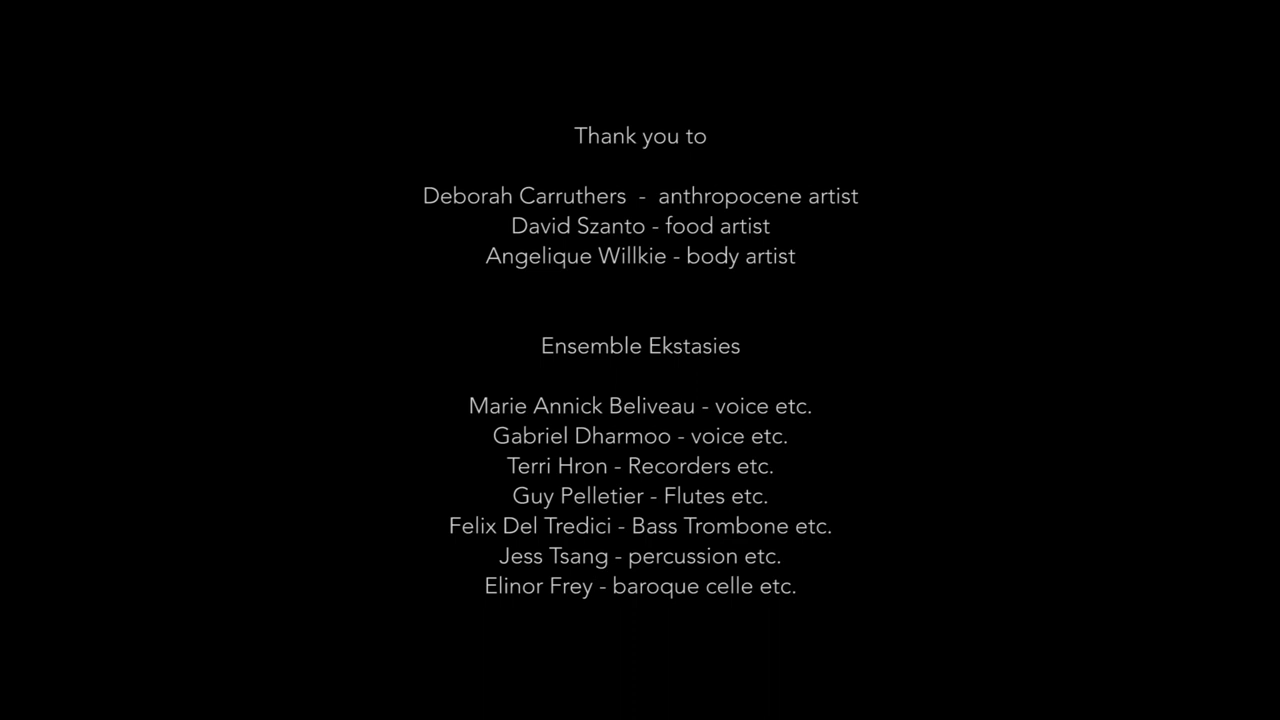 Thank you to
Deborah Carruthers - anthropocene artist
David Szanto - food artist
Angelique Willkie - body artist
Ensemble Ekstasies
Marie Annick Beliveau - voice etc.
Gabriel Dharmoo - voice etc.
Terri Hron - Recorders etc.
Guy Pelletier - Flutes etc.
Felix Del Tredici - Bass Trombone etc.
Jess Tsang - percussion etc.
Elinor Frey - baroque celle etc.